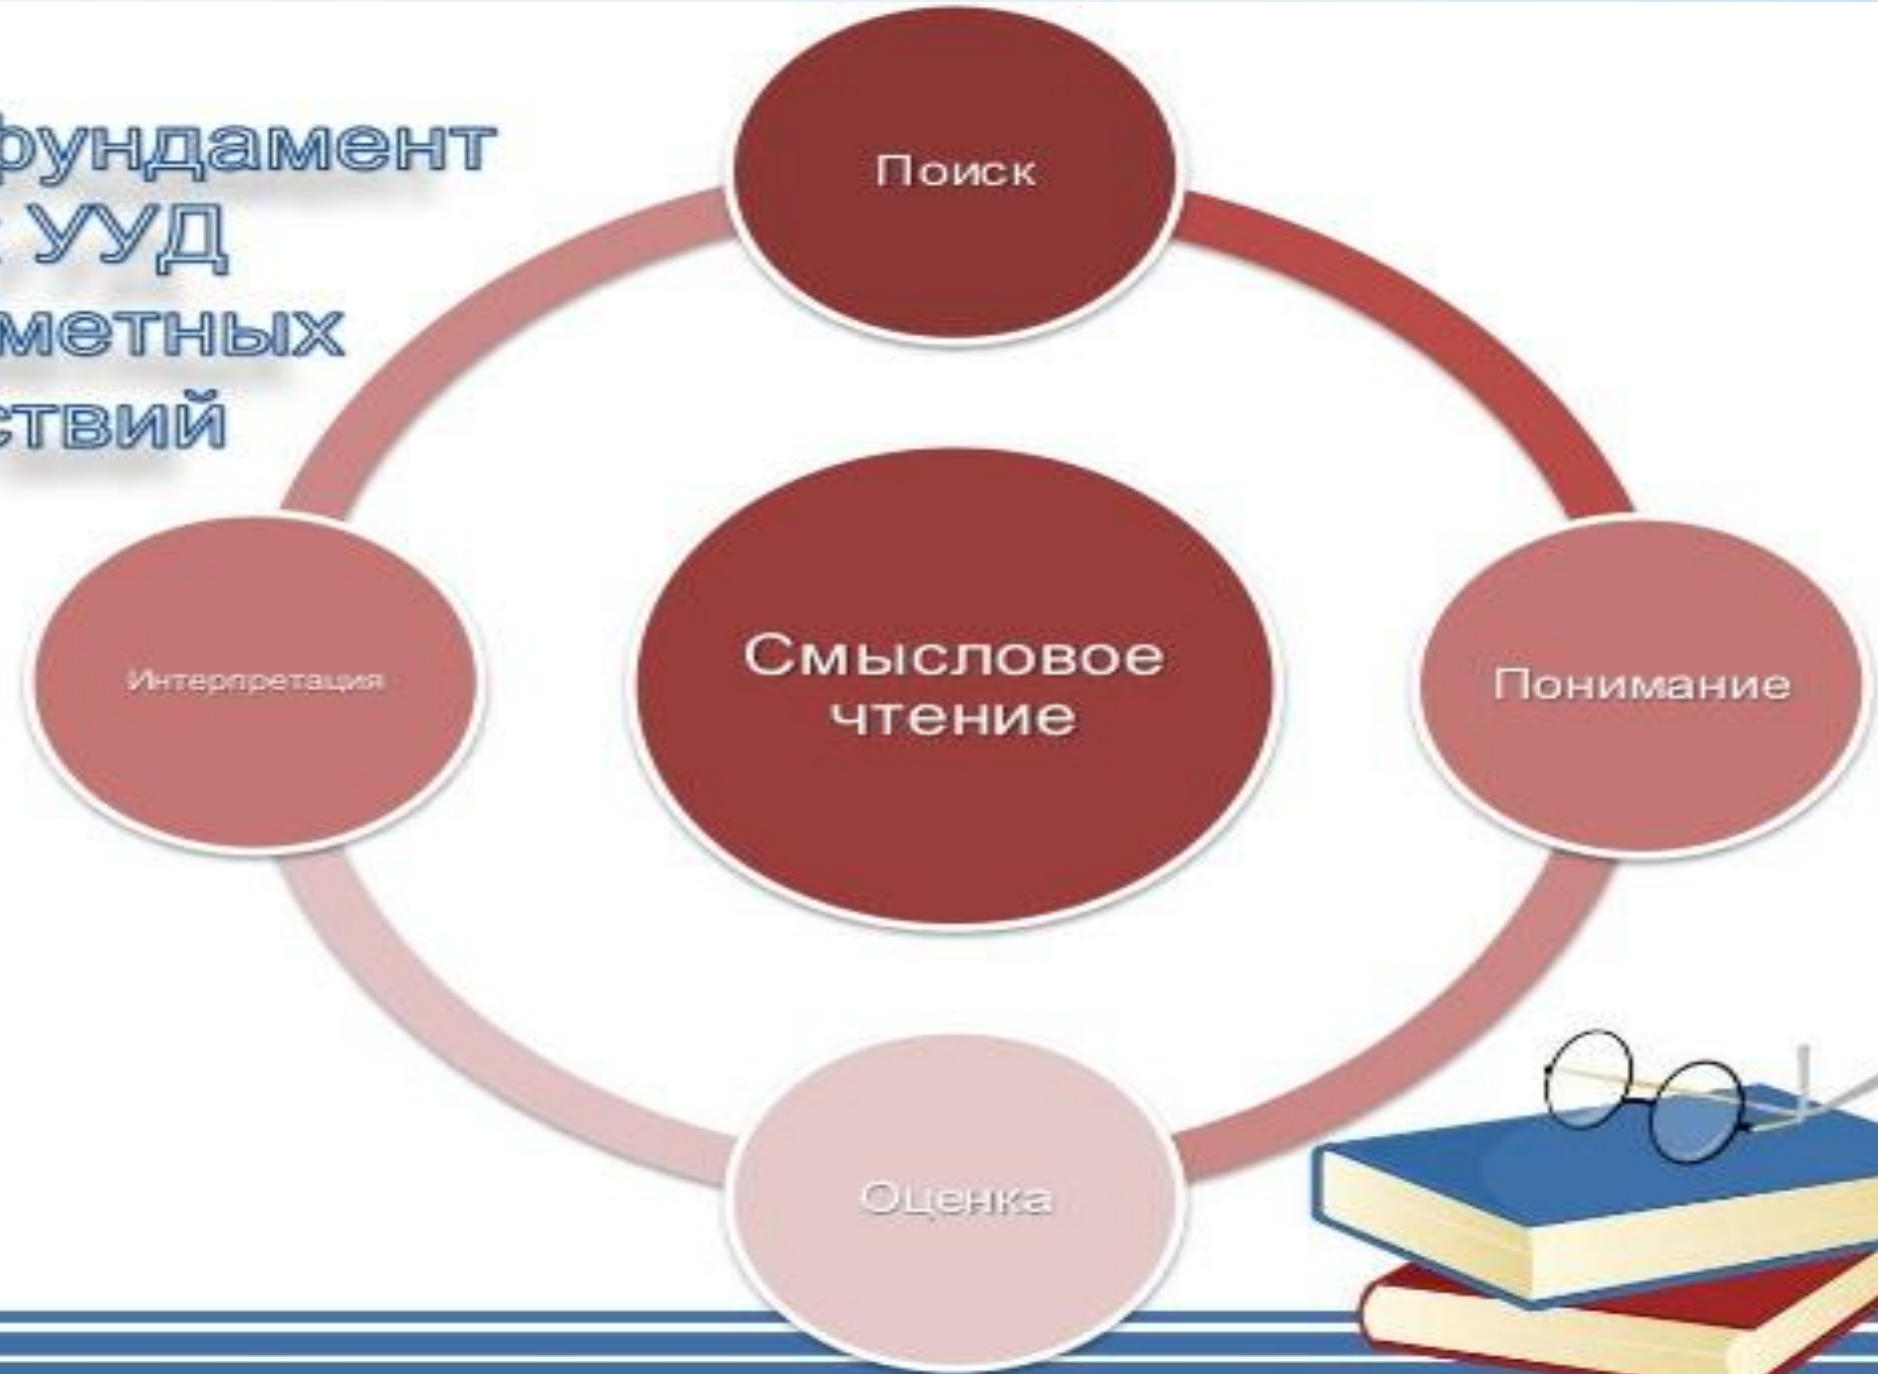 фундамент
УУД
метных
ствий
Поиск
Интерпретация
Смысловое
чтение
Понимание
Оценка